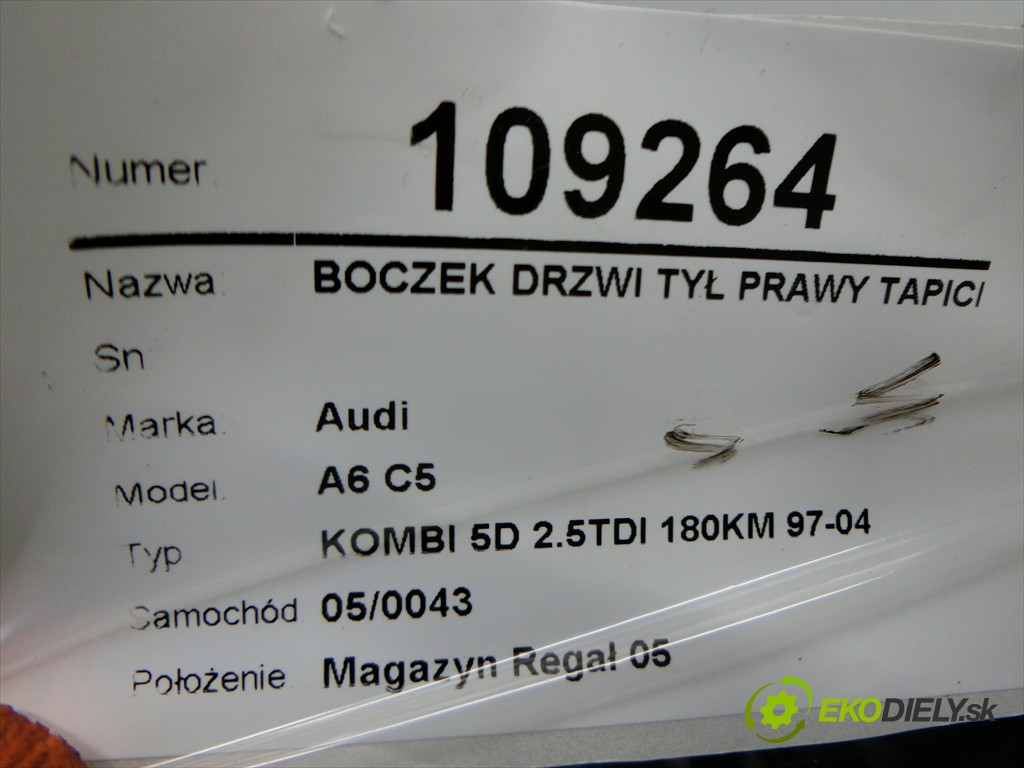 Numer 109264
Nazwa BOCZEK DRZWI TYŁ PRAWY TAPICI
Sn
Marka Audi
Model A6 C5
Typ KOMBI 5D 2.5TDI 180KM 97-04
Samochód 05/0043
Położenie Magazyn Regał 05
EKODIELY.sk